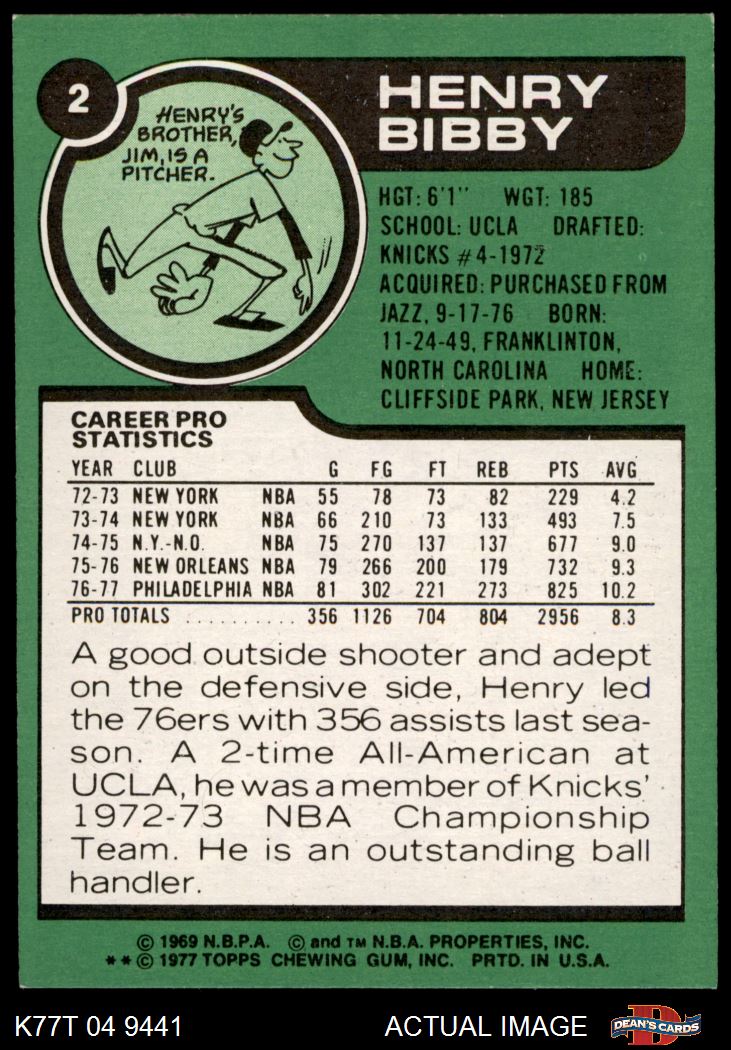 2
HENRY'S
BROTHER,
JIM, IS A
PITCHER.
HENRY
BIBBY
HGT: 6'1" WGT: 185
SCHOOL: UCLA DRAFTED:
KNICKS #4-1972
ACQUIRED: PURCHASED FROM
JAZZ, 9-17-76 BORN:
11-24-49, FRANKLINTON,
NORTH CAROLINA HOME:
CLIFFSIDE PARK, NEW JERSEY
CAREER PRO
STATISTICS
YEAR CLUB G FG FT REB PTS AVG
72-73 NEW YORK NBA 55 78 73 82 229 4.2
73-74 NEW YORK NBA 66 210 73 133 493 7.5
74-75 N.Y.-N.O. NBA 75 270 137 137 677 9.0
75-76 NEW ORLEANS NBA 79 266 200 179 732 9.3
76-77 PHILADELPHIA NBA 81 302 221 273 825 10.2
PRO TOTALS .......... 356 1126 704 804 2956 8.3
A good outside shooter and adept
on the defensive side, Henry led
the 76ers with 356 assists last sea-
son. A 2-time All-American at
UCLA, he was a member of Knicks'
1972-73 NBA Championship
Team. He is an outstanding ball
handler.
© 1969 N.B.P.A. © and TM N.B.A. PROPERTIES, INC.
**© 1977 TOPPS CHEWING GUM, INC. PRTD. IN U.S.A.
K77T 04 9441 ACTUAL IMAGE DEAN'S CARDS